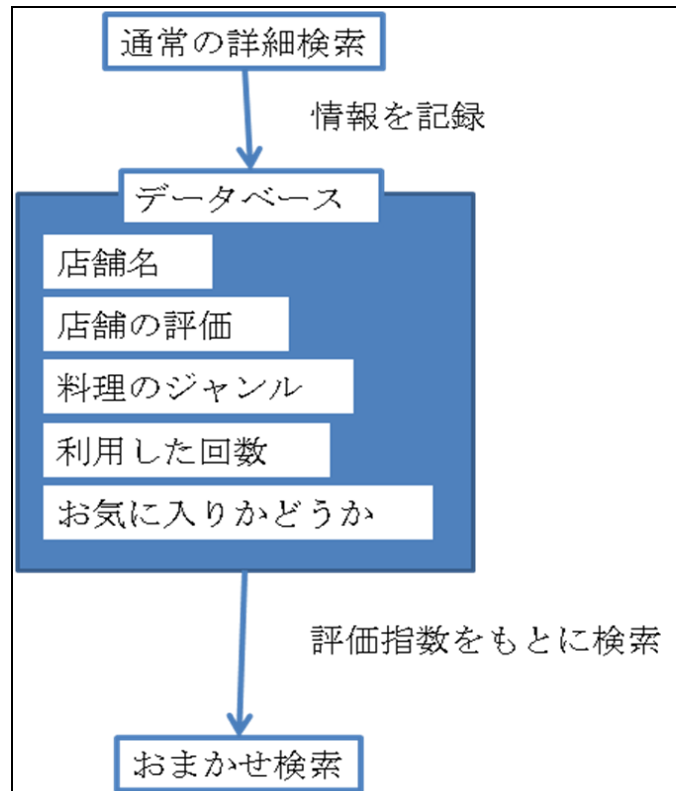 通常の詳細検索
情報を記録
データベース
店舗名
店舗の評価
料理のジャンル
利用した回数
お気に入りかどうか
評価指数をもとに検索
おまかせ検索